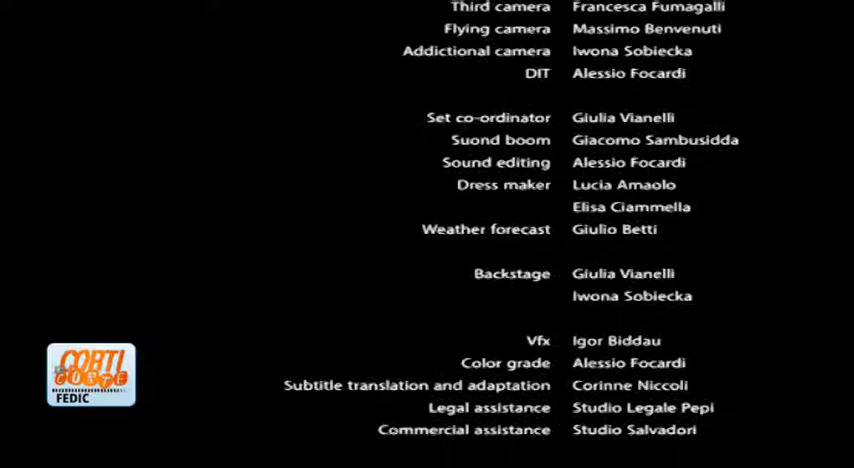 Third camera Francesca Fumagalli
Flying camera Massimo Benvenuti
Addictional camera Iwona Sobiecka
DIT Alessio Focardi
Set co-ordinator Giulia Vianelli
Suond boom Giacomo Sambusidda
Sound editing Alessio Focardi
Dress maker Lucia Amaolo
Elisa Ciammella
Weather forecast Giulio Betti
Backstage Giulia Vianelli
Iwona Sobiecka
Vfx Igor Biddau
Color grade Alessio Focardi
Subtitle translation and adaptation Corinne Niccoli
Legal assistance Studio Legale Pepi
Commercial assistance Studio Salvadori
CORTI
CORTE
FEDIC